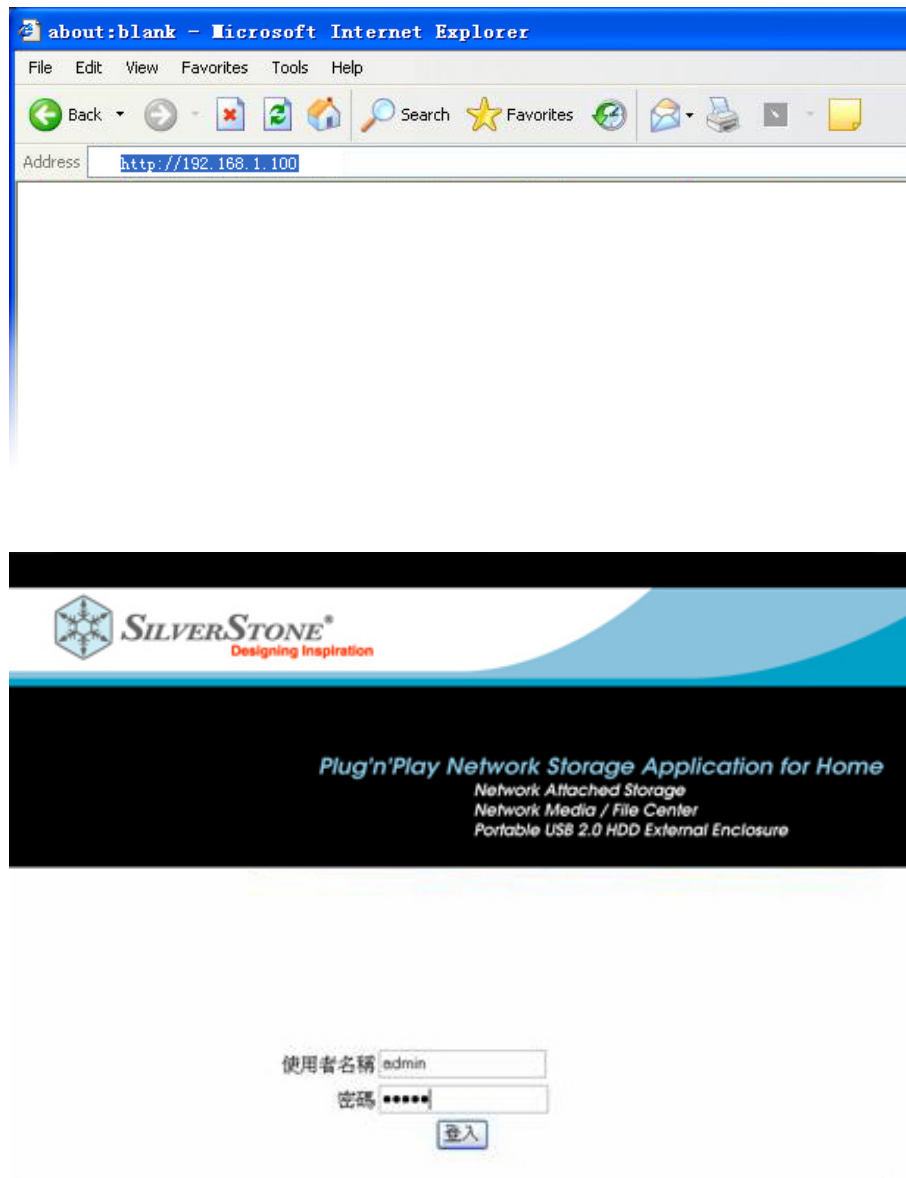 about:blank - Microsoft Internet Explorer
File Edit View Favorites Tools Help
Back Search Favorites
Address http://192.168.1.100
SILVERSTONE®
Designing Inspiration
Plug'n'Play Network Storage Application for Home
Network Attached Storage
Network Media / File Center
Portable USB 2.0 HDD External Enclosure
使用者名稱 admin
密碼 •••••
登入